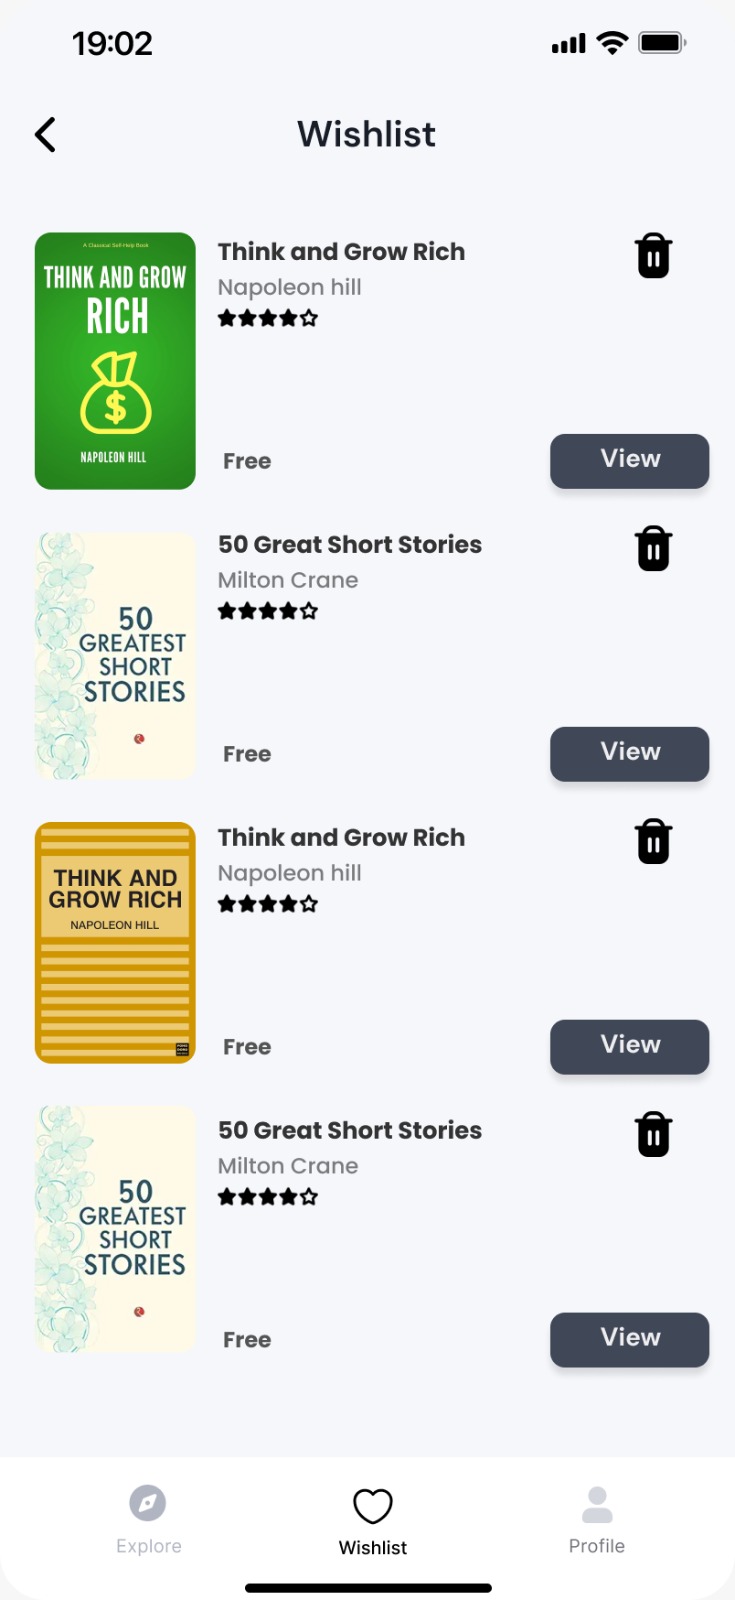 19:02
Wishlist
A Classical Self-Help Book
THINK AND GROW
RICH
$
NAPOLEON HILL
Think and Grow Rich
Napoleon hill
Free
View
50
GREATEST
SHORT
STORIES
50 Great Short Stories
Milton Crane
Free
View
THINK AND
GROW RICH
NAPOLEON HILL
Think and Grow Rich
Napoleon hill
Free
View
50
GREATEST
SHORT
STORIES
50 Great Short Stories
Milton Crane
Free
View
Explore
Wishlist
Profile